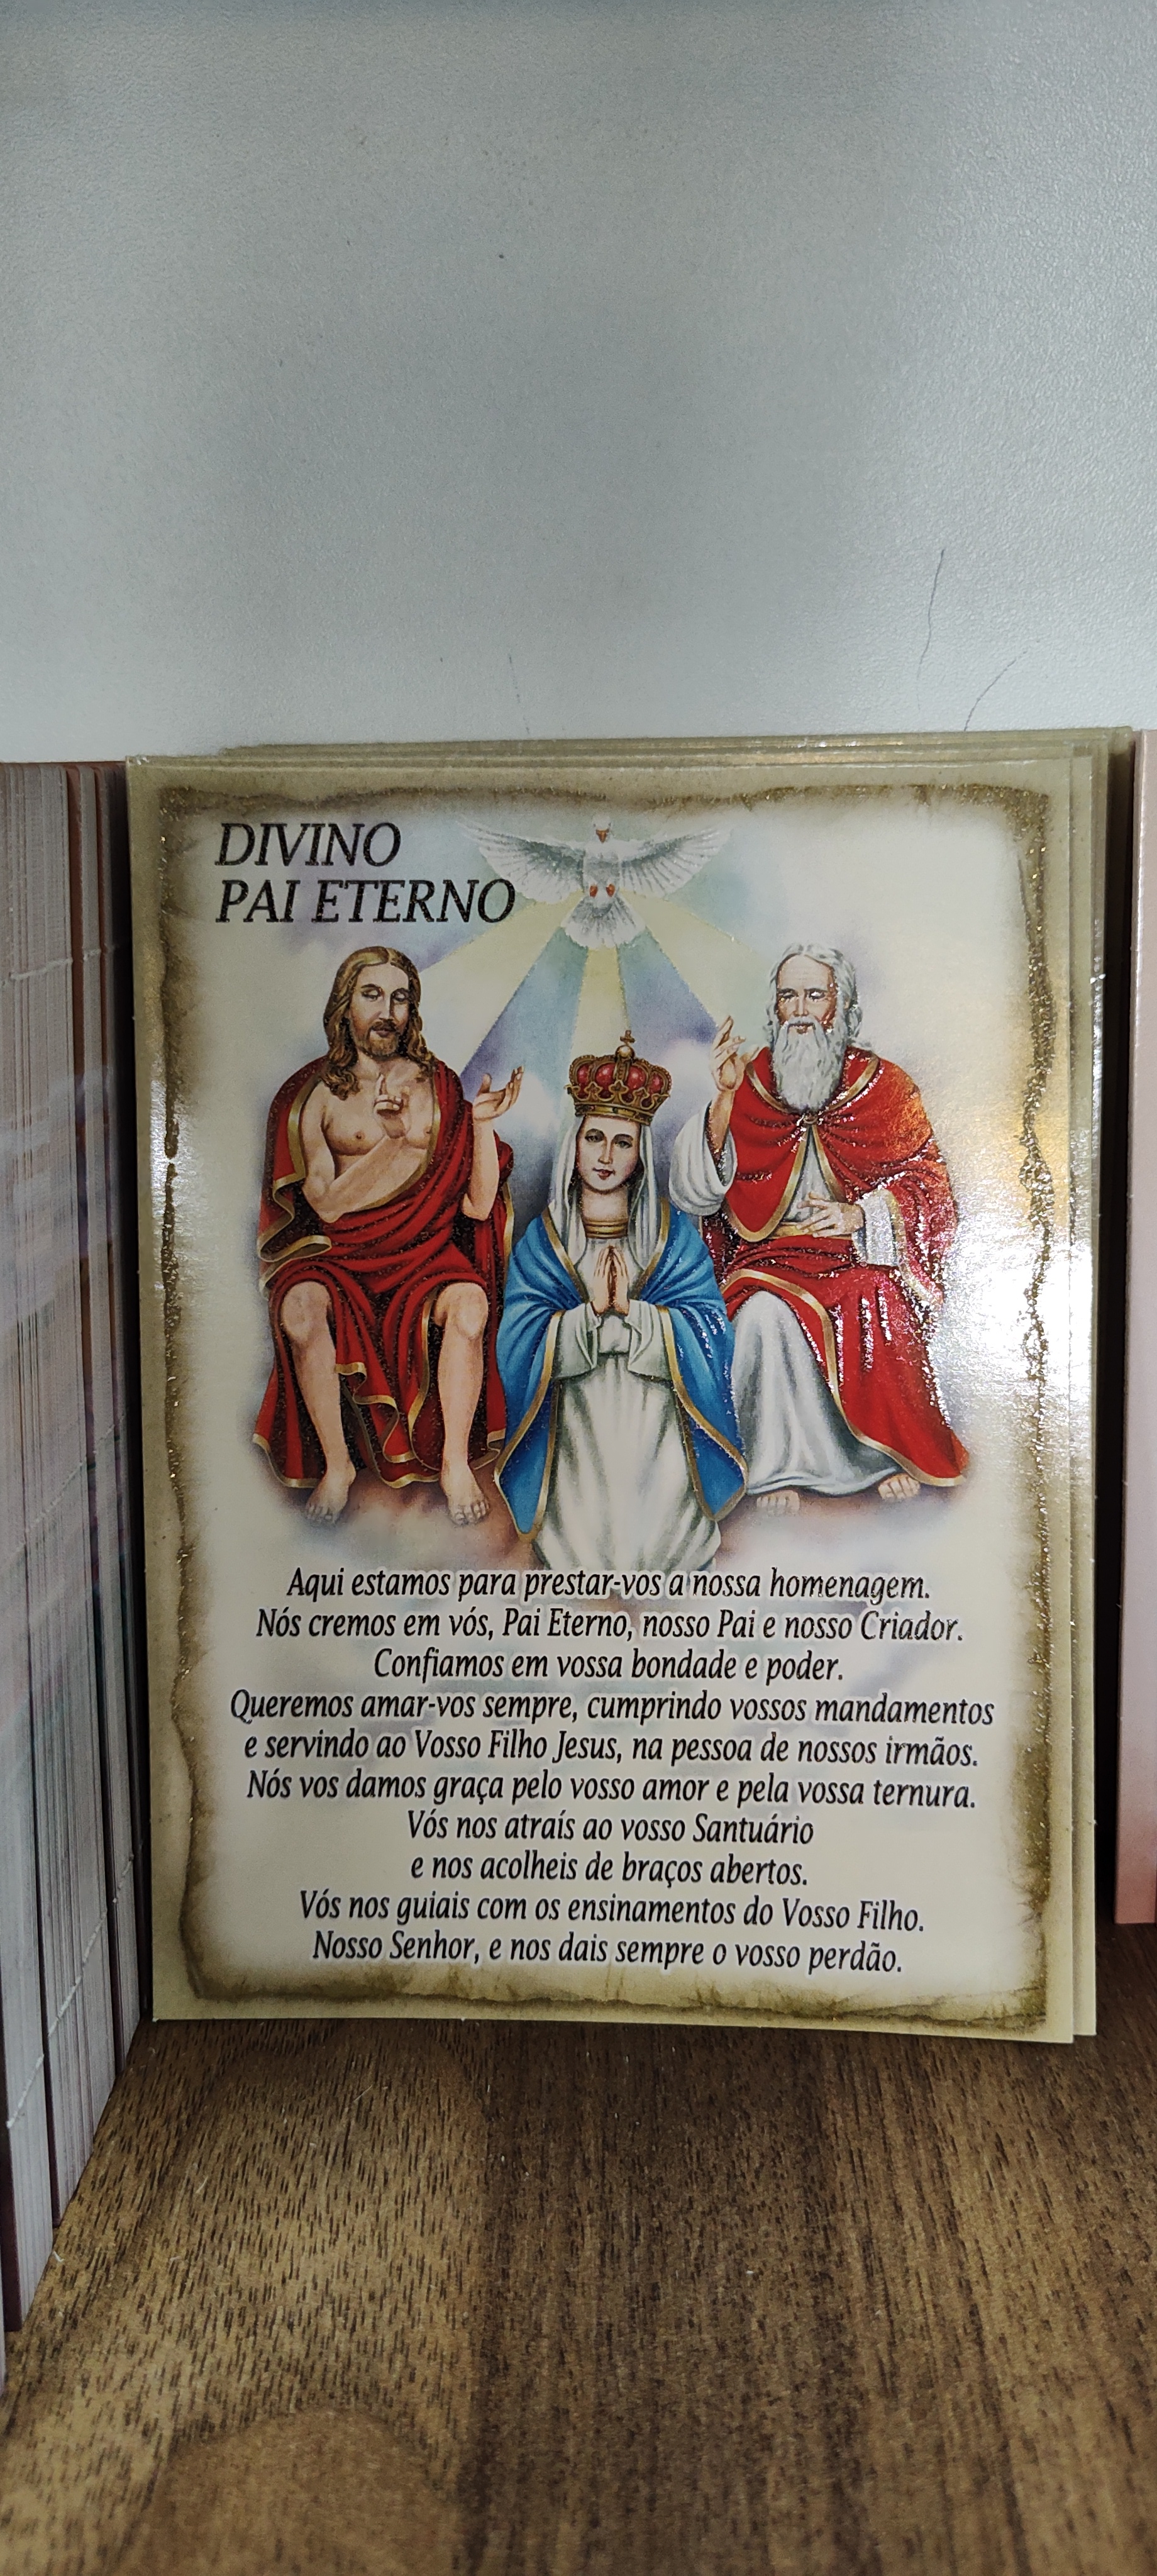 DIVINO
PAI ETERNO
Aqui estamos para prestar-vos a nossa homenagem.
Nós cremos em vós, Pai Eterno, nosso Pai e nosso Criador.
Confiamos em vossa bondade e poder.
Queremos amar-vos sempre, cumprindo vossos mandamentos
e servindo ao Vosso Filho Jesus, na pessoa de nossos irmãos.
Nós vos damos graça pelo vosso amor e pela vossa ternura.
Vós nos atraís ao vosso Santuário
e nos acolheis de braços abertos.
Vós nos guiais com os ensinamentos do Vosso Filho.
Nosso Senhor, e nos dais sempre o vosso perdão.